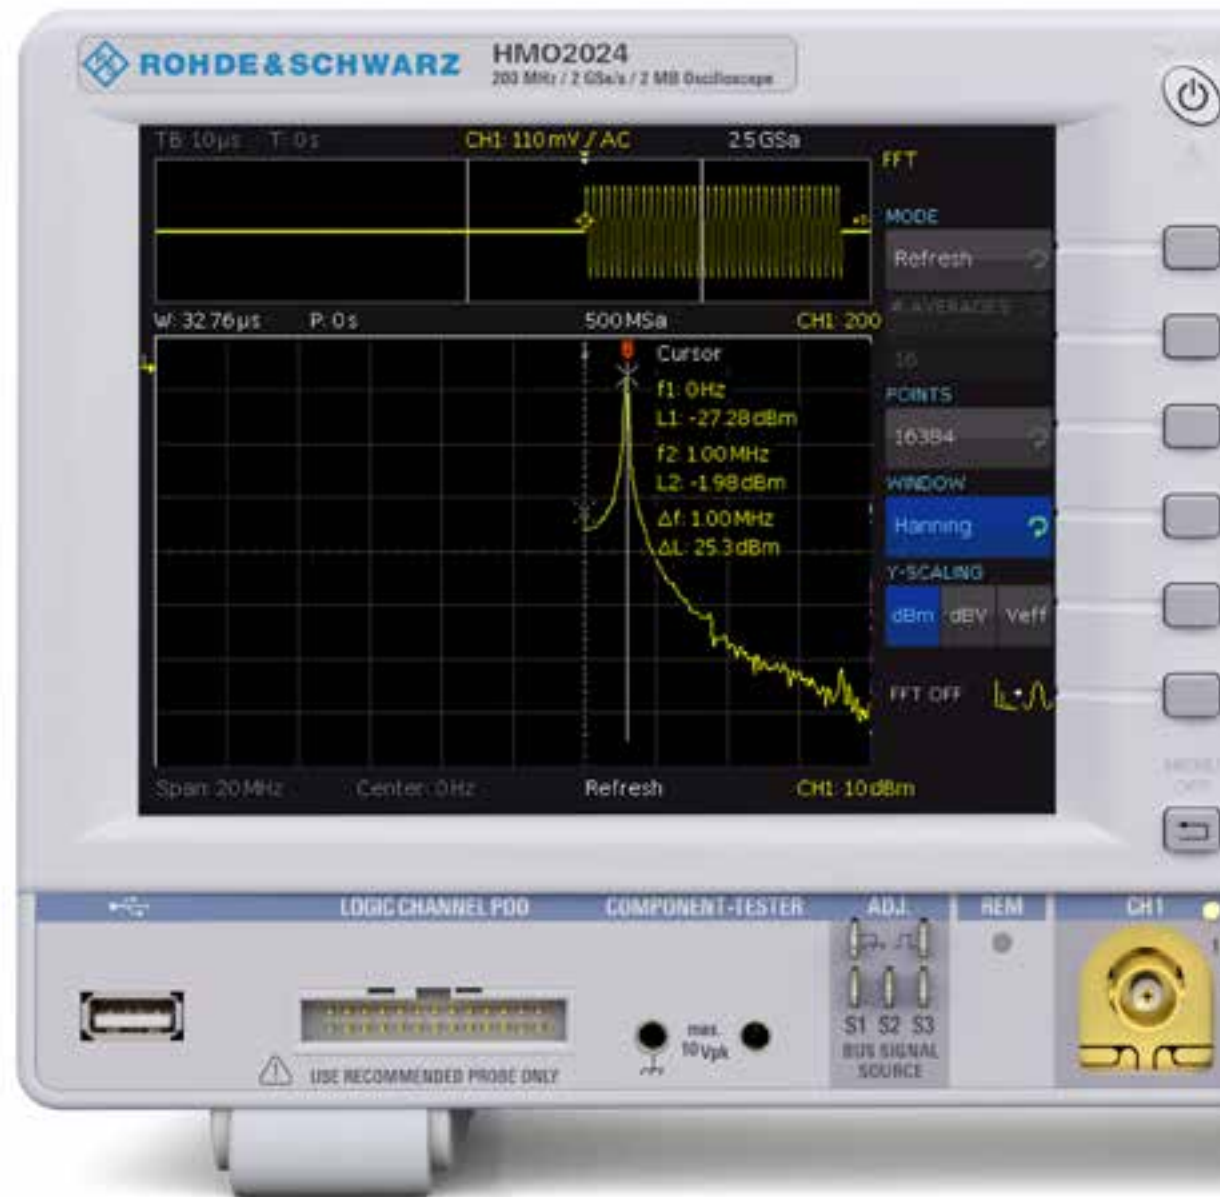 ROHDE&SCHWARZ
HMO2024
200 MHz / 2 GSa/s / 2 MB Oscilloscope
TB: 10µs T: 0s CH1: 110mV / AC 2.5GSa
FFT
MODE
Refresh
# AVERAGES
16
W: 32.76µs P: 0s 500MSa CH1: 200
Cursor
f1: 0Hz
L1: -27.28dBm
f2: 1.00MHz
L2: -1.98dBm
Δf: 1.00MHz
ΔL: 25.3dBm
POINTS
16384
WINDOW
Hanning
Y-SCALING
dBm dBV Veff
FFT OFF
Span: 20MHz Center: 0Hz Refresh CH1: 10dBm
MENU
OFF
LOGIC CHANNEL POD COMPONENT-TESTER ADJ. REM CH1
max.
10Vpk
S1 S2 S3
BUS SIGNAL
SOURCE
USE RECOMMENDED PROBE ONLY